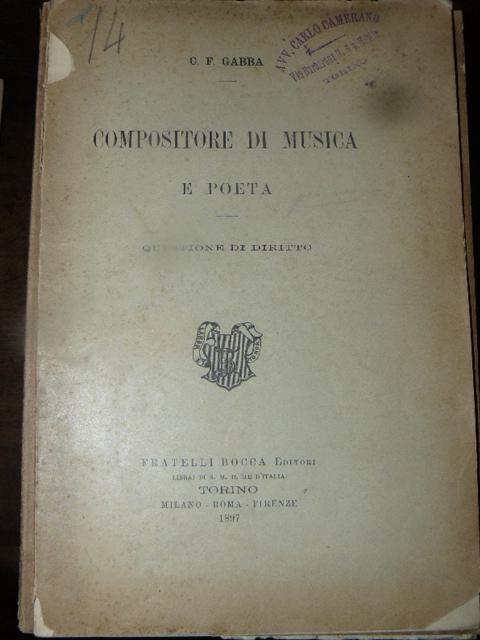 14
AVV. CARLO CAMERANO
TORINO
C. F. GABBA
COMPOSITORE DI MUSICA
E POETA
QUESTIONE DI DIRITTO
FRATELLI BOCCA EDITORI
LIBRAI DI S. M. IL RE D'ITALIA
TORINO
MILANO - ROMA - FIRENZE
1897